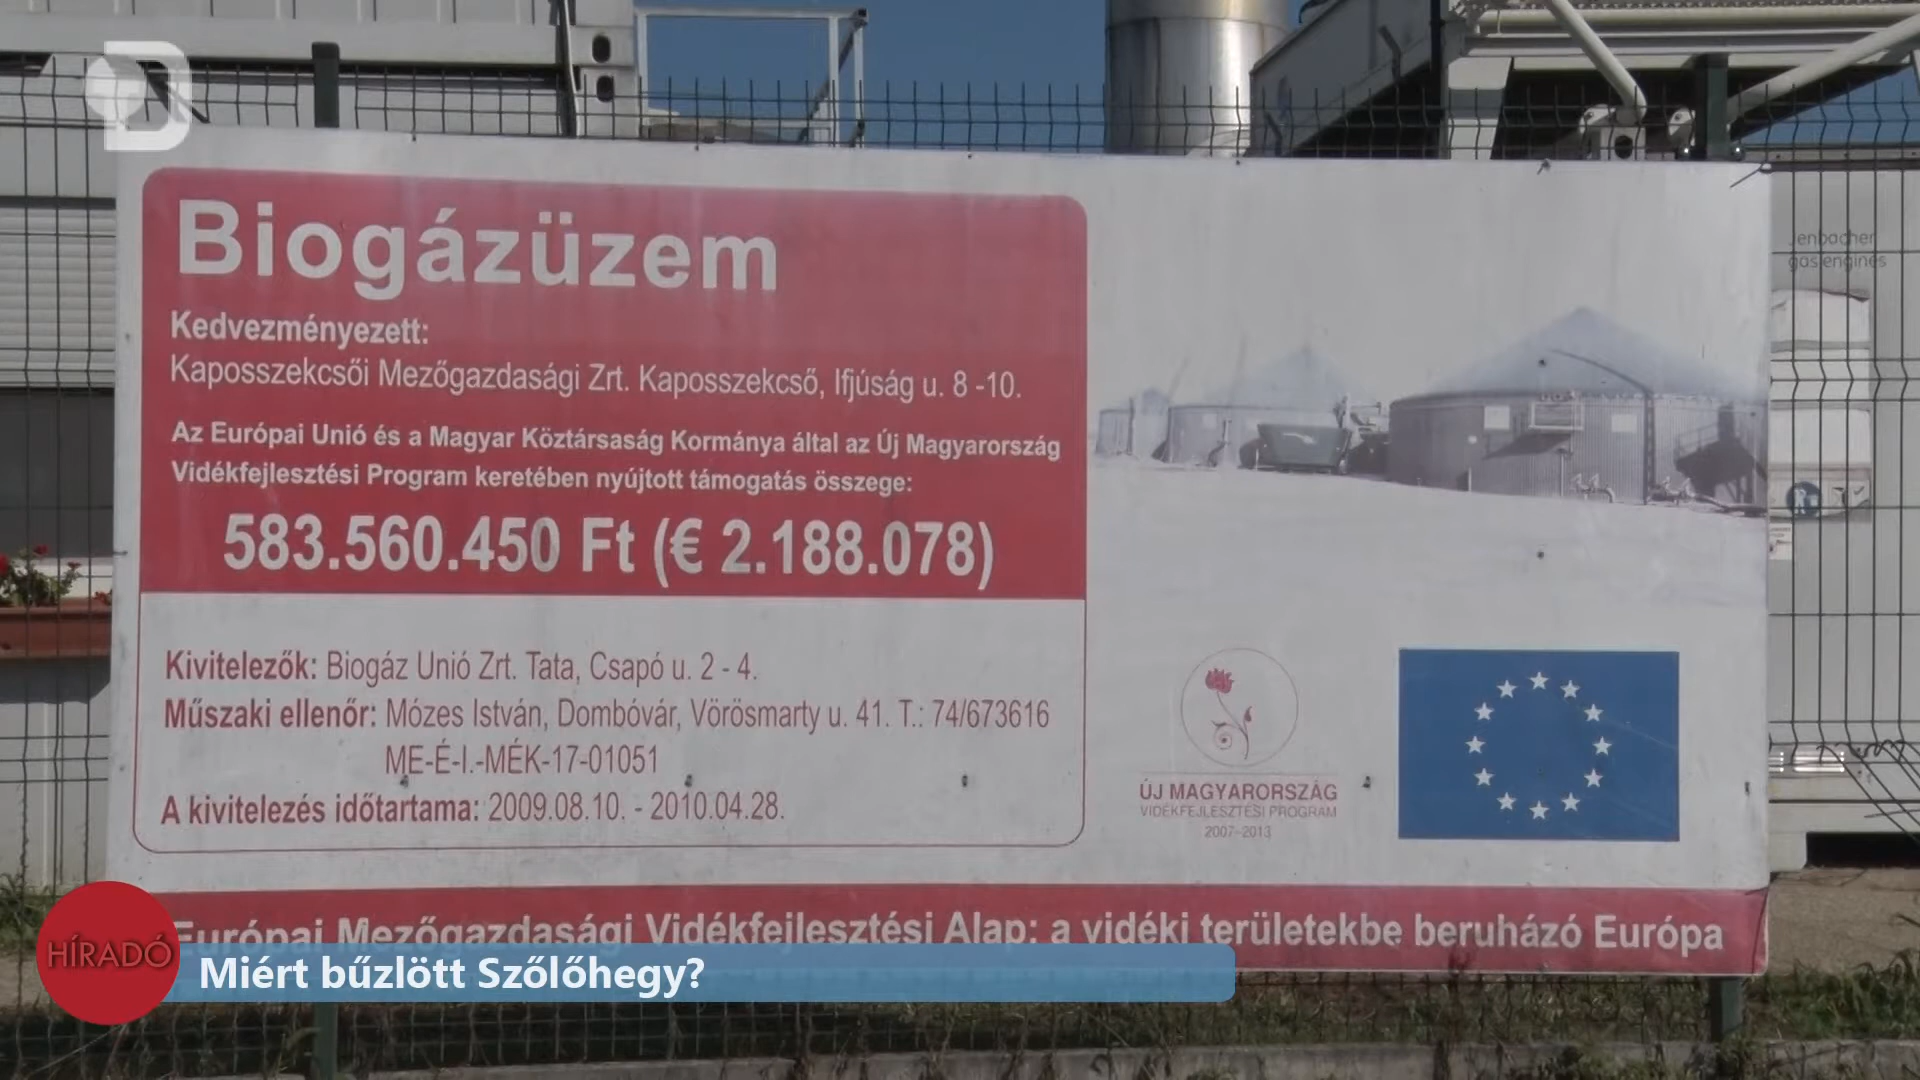 Biogázüzem
Kedvezményezett:
Kaposszekcsői Mezőgazdasági Zrt. Kaposszekcső, Ifjúság u. 8 -10.
Az Európai Unió és a Magyar Köztársaság Kormánya által az Új Magyarország
Vidékfejlesztési Program keretében nyújtott támogatás összege:
583.560.450 Ft (€ 2.188.078)
Kivitelezők: Biogáz Unió Zrt. Tata, Csapó u. 2 - 4.
Műszaki ellenőr: Mózes István, Dombóvár, Vörösmarty u. 41. T.: 74/673616
ME-É-I.-MÉK-17-01051
A kivitelezés időtartama: 2009.08.10. - 2010.04.28.
Jenbacher
gas engines
ÚJ MAGYARORSZÁG
VIDÉKFEJLESZTÉSI PROGRAM
2007-2013
Európai Mezőgazdasági Vidékfejlesztési Alap: a vidéki területekbe beruházó Európa
HÍRADÓ
Miért bűzlött Szőlőhegy?